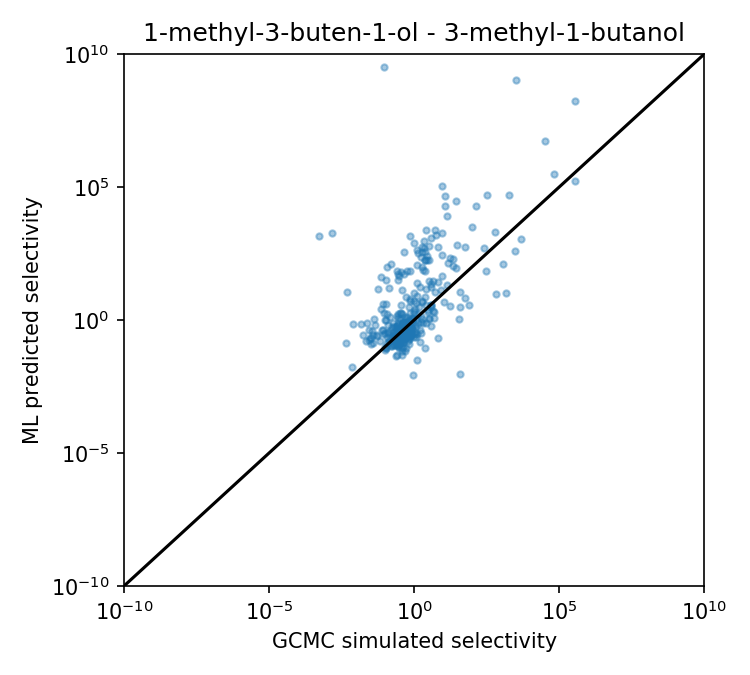 1-methyl-3-buten-1-ol - 3-methyl-1-butanol
10^10
10^5
10^0
10^-5
10^-10
ML predicted selectivity
10^-10 10^-5 10^0 10^5 10^10
GCMC simulated selectivity